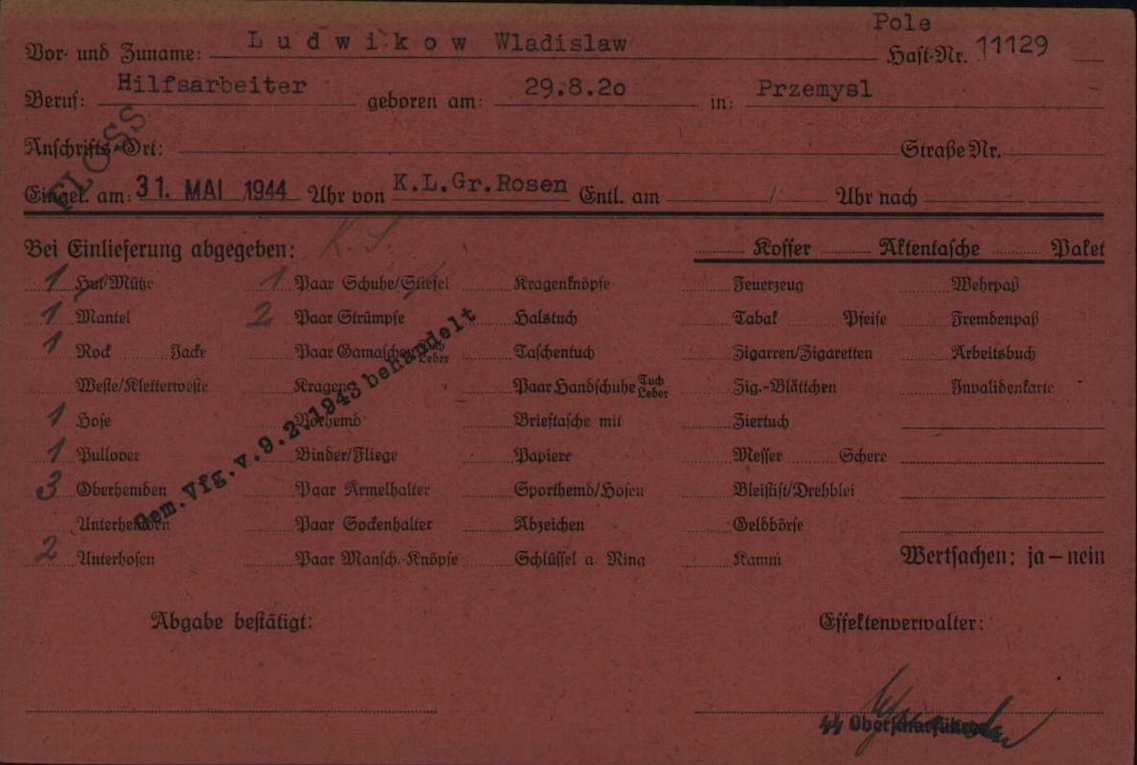 Pole
Vor- und Zuname: Ludwikow Wladislaw Haft-Nr. 11129
Beruf: Hilfsarbeiter geboren am: 29.8.20 in: Przemysl
Anschrifts-Ort: Straße Nr.
FLOSS
Eingel. am: 31. MAI 1944 Uhr von K.L.Gr.Rosen Entl. am Uhr nach
Bei Einlieferung abgegeben: K. S. Koffer Aktentasche Paket
1 Hut/Mütze 1 Paar Schuhe/Stiefel Kragenknöpfe Feuerzeug Wehrpaß
1 Mantel 2 Paar Strümpfe Halstuch Tabak Pfeife Fremdenpaß
1 Rock Jacke Paar Gamaschen Tuch Leder Taschentuch Zigarren/Zigaretten Arbeitsbuch
Weste/Kletterweste Kragen Paar Handschuhe Tuch Leder Zig.-Blättchen Invalidenkarte
1 Hose Vorhemd Brieftasche mit Ziertuch
1 Pullover Binder/Fliege Papiere Messer Schere
3 Oberhemden Paar Ärmelhalter Sporthemd/Hosen Bleistift/Drehblei
Unterhemden Paar Sockenhalter Abzeichen Geldbörse
2 Unterhosen Paar Mansch.-Knöpfe Schlüssel a. Ring Kamm Wertsachen: ja – nein
Gem.Vfg.v.9.2.1943 behandelt
Abgabe bestätigt: Effektenverwalter:
SS Oberscharführer